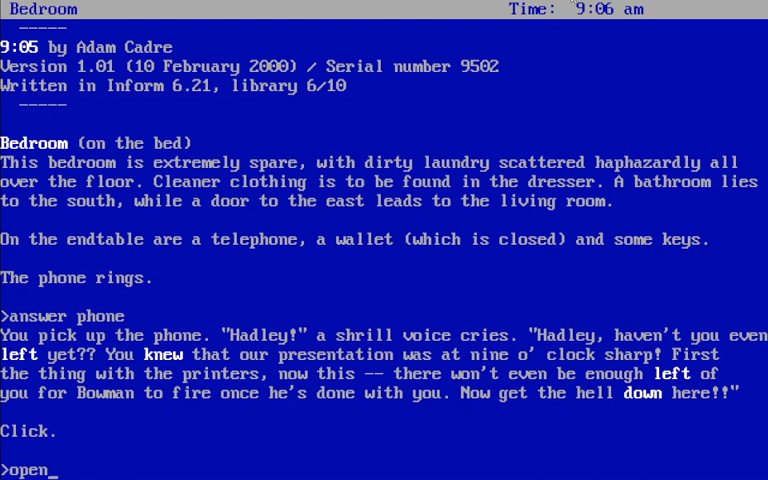 Bedroom Time: 9:06 am
-----
9:05 by Adam Cadre
Version 1.01 (10 February 2000) / Serial number 9502
Written in Inform 6.21, library 6/10
-----
Bedroom (on the bed)
This bedroom is extremely spare, with dirty laundry scattered haphazardly all
over the floor. Cleaner clothing is to be found in the dresser. A bathroom lies
to the south, while a door to the east leads to the living room.
On the endtable are a telephone, a wallet (which is closed) and some keys.
The phone rings.
>answer phone
You pick up the phone. "Hadley!" a shrill voice cries. "Hadley, haven't you even
left yet?? You knew that our presentation was at nine o' clock sharp! First
the thing with the printers, now this -- there won't even be enough left of
you for Bowman to fire once he's done with you. Now get the hell down here!!"
Click.
>open_